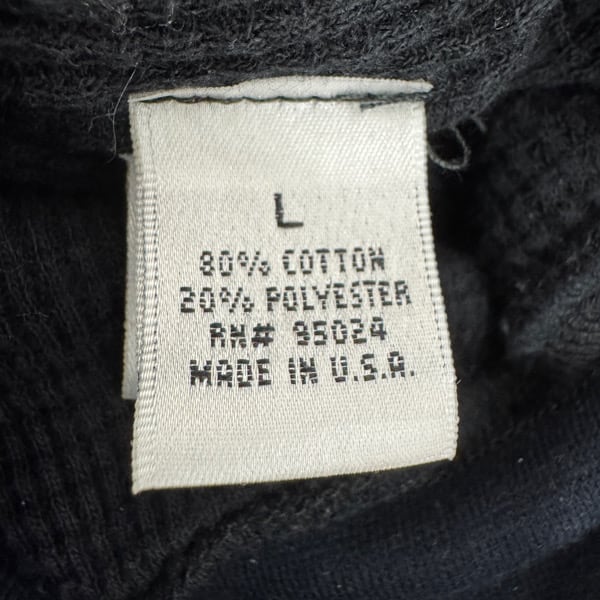 L
80% COTTON
20% POLYESTER
RN# 95024
MADE IN U.S.A.